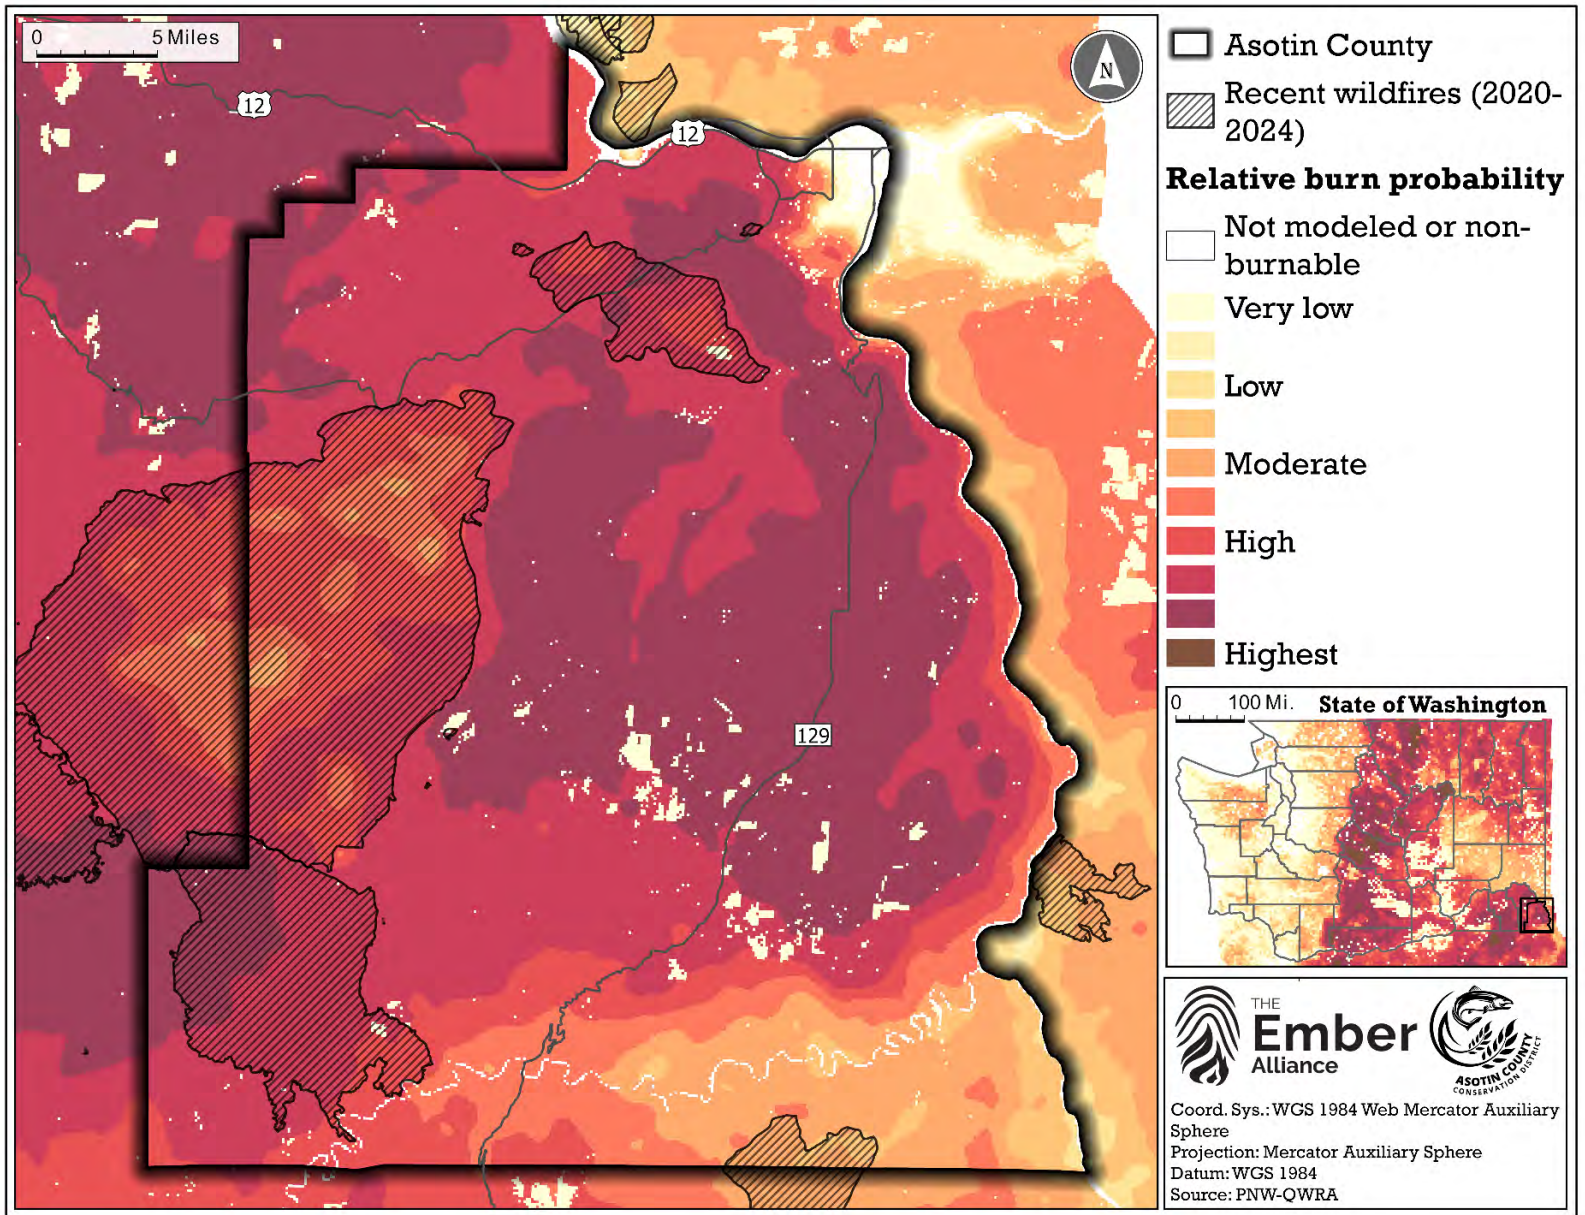 0 5 Miles
12
12
129
N
Asotin County
Recent wildfires (2020-
2024)
Relative burn probability
Not modeled or non-
burnable
Very low
Low
Moderate
High
Highest
0 100 Mi. State of Washington
THE
Ember
Alliance
ASOTIN COUNTY
CONSERVATION DISTRICT
Coord. Sys.: WGS 1984 Web Mercator Auxiliary
Sphere
Projection: Mercator Auxiliary Sphere
Datum: WGS 1984
Source: PNW-QWRA